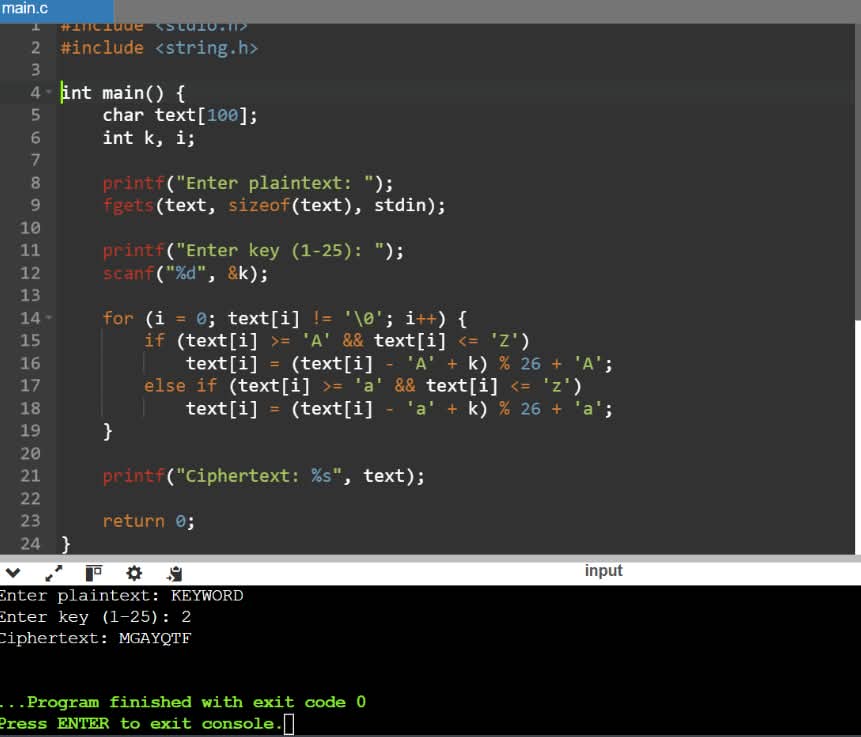 main.c
1 #include <stdio.h>
2 #include <string.h>
3
4 int main() {
5     char text[100];
6     int k, i;
7
8     printf("Enter plaintext: ");
9     fgets(text, sizeof(text), stdin);
10
11     printf("Enter key (1-25): ");
12     scanf("%d", &k);
13
14     for (i = 0; text[i] != '\0'; i++) {
15         if (text[i] >= 'A' && text[i] <= 'Z')
16             text[i] = (text[i] - 'A' + k) % 26 + 'A';
17         else if (text[i] >= 'a' && text[i] <= 'z')
18             text[i] = (text[i] - 'a' + k) % 26 + 'a';
19     }
20
21     printf("Ciphertext: %s", text);
22
23     return 0;
24 }
input
Enter plaintext: KEYWORD
Enter key (1-25): 2
Ciphertext: MGAYQTF
...Program finished with exit code 0
Press ENTER to exit console.